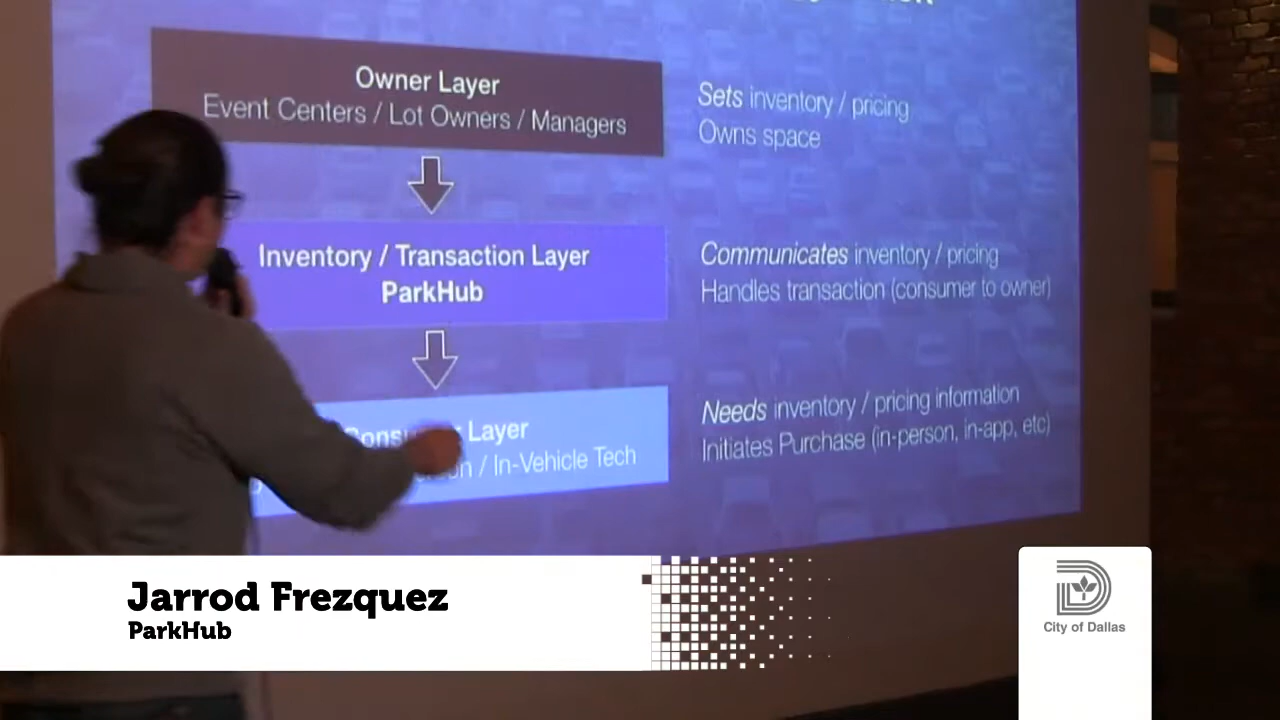 Owner Layer
Event Centers / Lot Owners / Managers
Sets inventory / pricing
Owns space
Inventory / Transaction Layer
ParkHub
Communicates inventory / pricing
Handles transaction (consumer to owner)
Layer
/ In-Vehicle Tech
Needs inventory / pricing information
Initiates Purchase (in-person, in-app, etc)
Jarrod Frezquez
ParkHub
City of Dallas